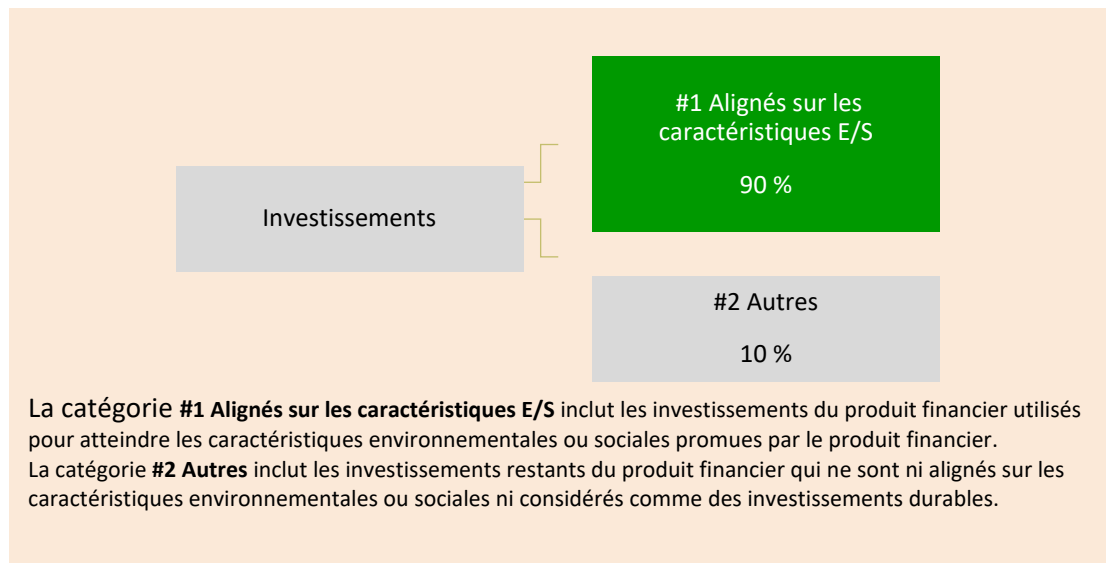 #1 Alignés sur les
caractéristiques E/S
90 %
Investissements
#2 Autres
10 %
La catégorie #1 Alignés sur les caractéristiques E/S inclut les investissements du produit financier utilisés
pour atteindre les caractéristiques environnementales ou sociales promues par le produit financier.
La catégorie #2 Autres inclut les investissements restants du produit financier qui ne sont ni alignés sur les
caractéristiques environnementales ou sociales ni considérés comme des investissements durables.